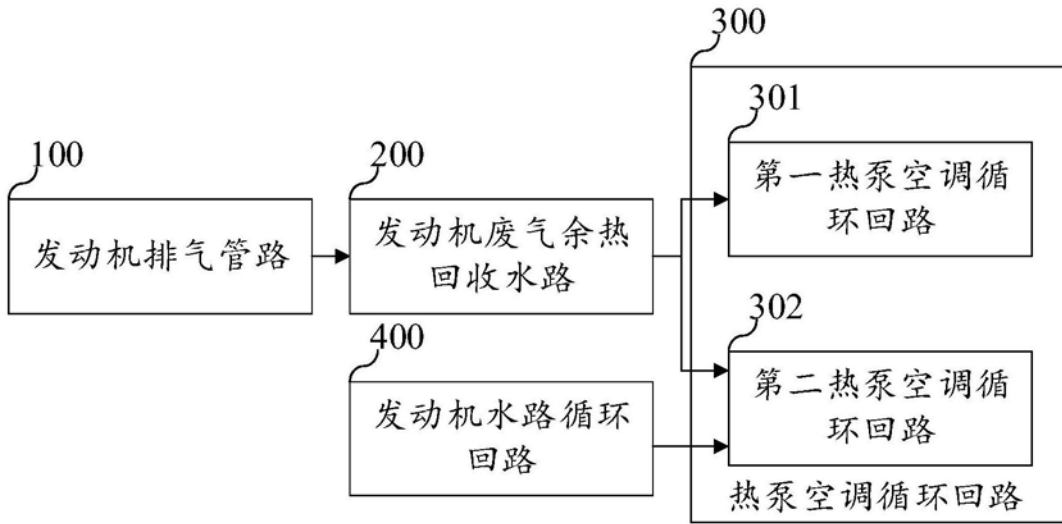 300
301
第一热泵空调循
环回路
100
发动机排气管路
200
发动机废气余热
回收水路
302
第二热泵空调循
环回路
400
发动机水路循环
回路
热泵空调循环回路